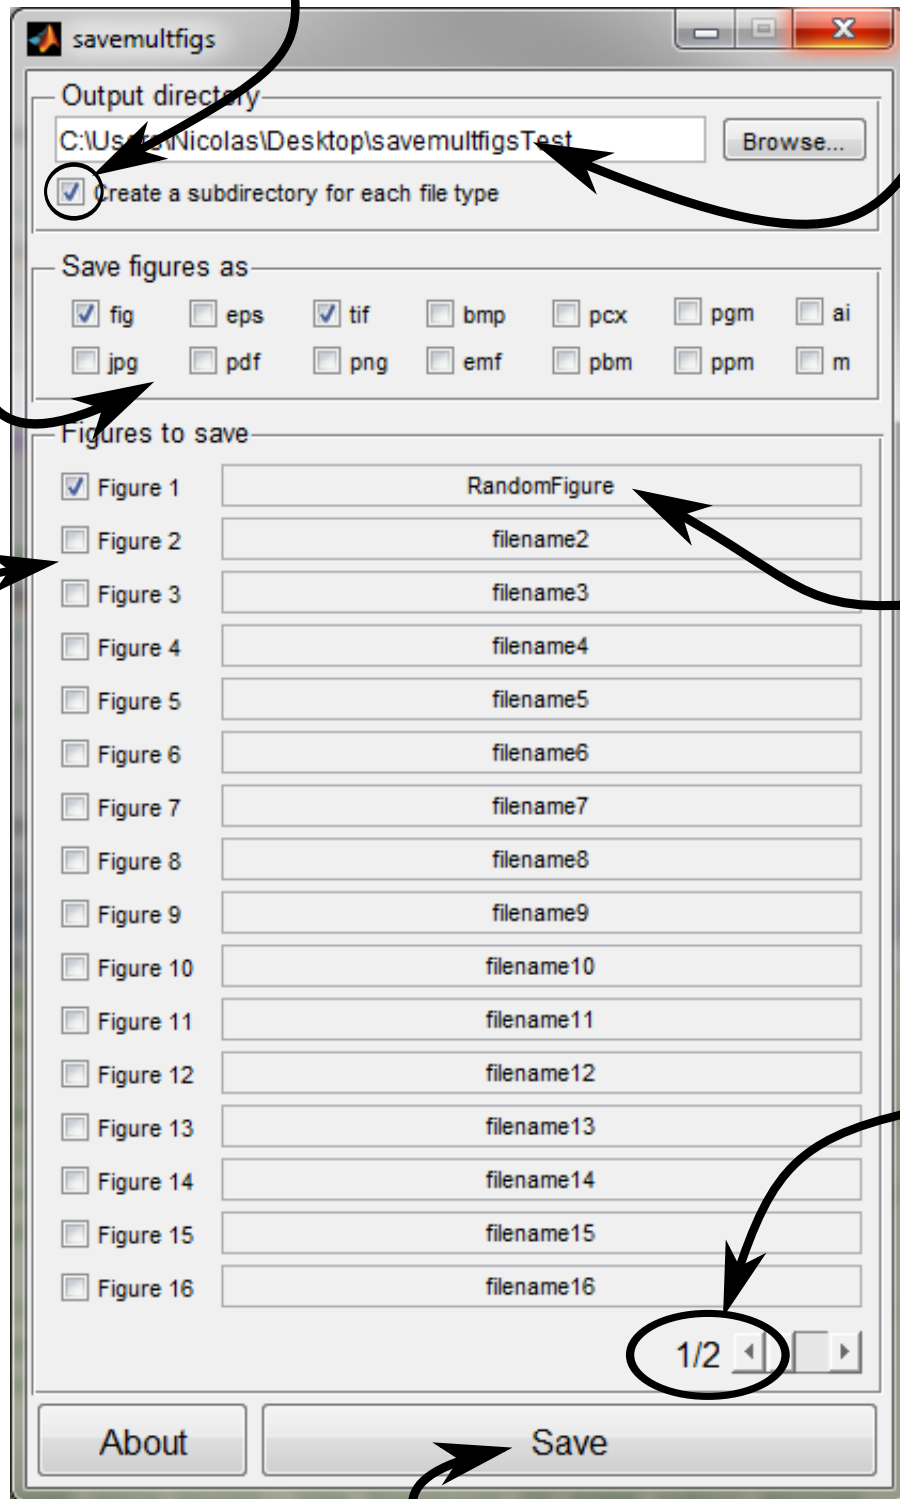 savemultfigs
Output directory
C:\Users\Nicolas\Desktop\savemultfigsTest Browse...
Create a subdirectory for each file type
Save figures as
fig eps tif bmp pcx pgm ai
jpg pdf png emf pbm ppm m
Figures to save
Figure 1 RandomFigure
Figure 2 filename2
Figure 3 filename3
Figure 4 filename4
Figure 5 filename5
Figure 6 filename6
Figure 7 filename7
Figure 8 filename8
Figure 9 filename9
Figure 10 filename10
Figure 11 filename11
Figure 12 filename12
Figure 13 filename13
Figure 14 filename14
Figure 15 filename15
Figure 16 filename16
1/2
About Save